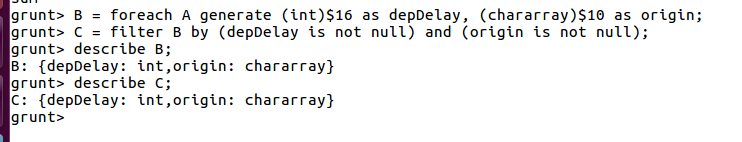 grunt> B = foreach A generate (int)$16 as depDelay, (chararray)$10 as origin;
grunt> C = filter B by (depDelay is not null) and (origin is not null);
grunt> describe B;
B: {depDelay: int,origin: chararray}
grunt> describe C;
C: {depDelay: int,origin: chararray}
grunt>